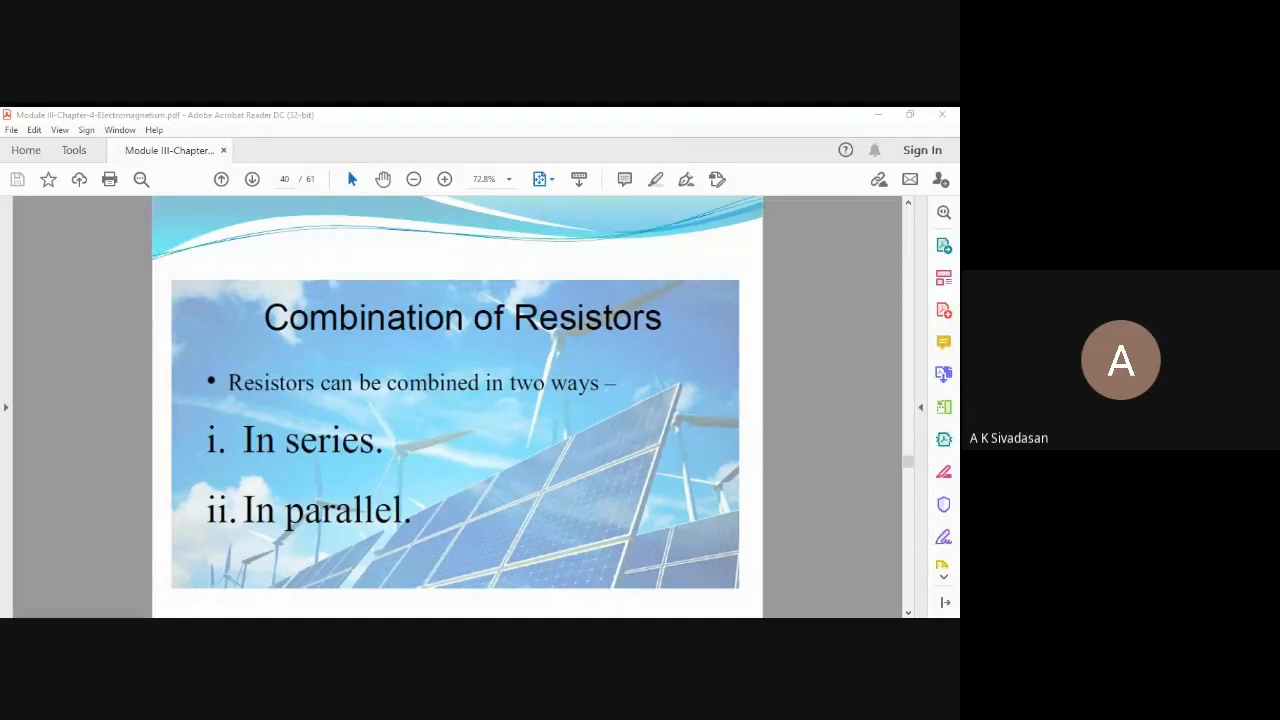 Module III-Chapter-4-Electromagnetism.pdf - Adobe Acrobat Reader DC (32-bit)
File Edit View Sign Window Help
Home Tools Module III-Chapter... × Sign In
40 / 61 72.8%
Combination of Resistors
• Resistors can be combined in two ways –
i. In series.
ii. In parallel.
A
A K Sivadasan